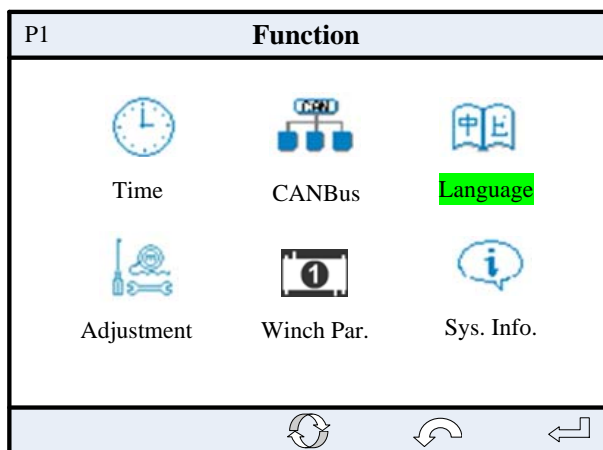 P1 Function
CAN
中 E
Time CANBus Language
1
Adjustment Winch Par. Sys. Info.